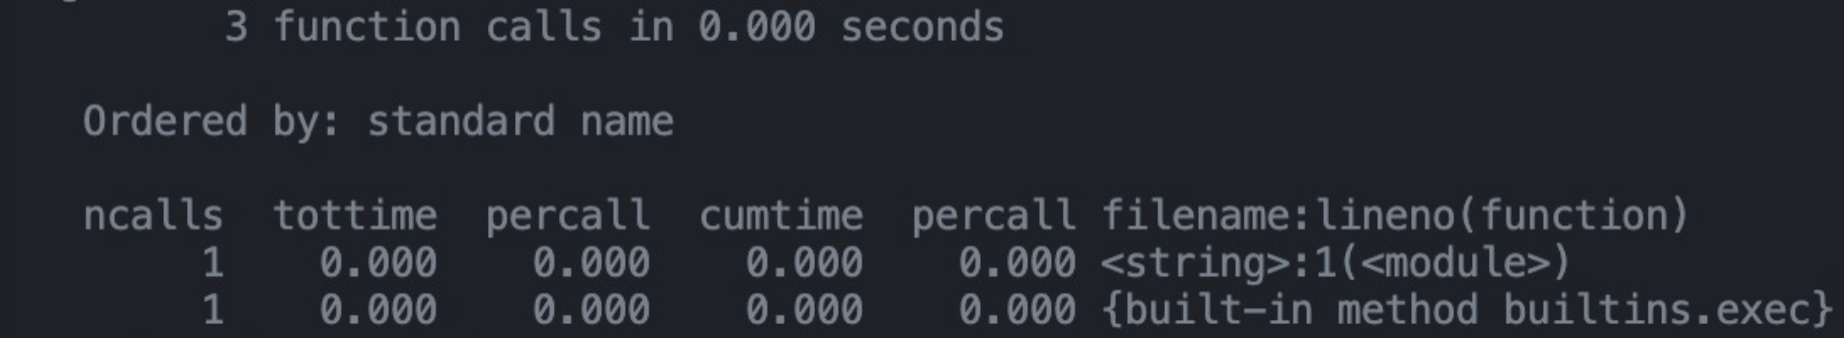 3 function calls in 0.000 seconds
Ordered by: standard name
ncalls  tottime  percall  cumtime  percall filename:lineno(function)
1    0.000    0.000    0.000    0.000 <string>:1(<module>)
1    0.000    0.000    0.000    0.000 {built-in method builtins.exec}